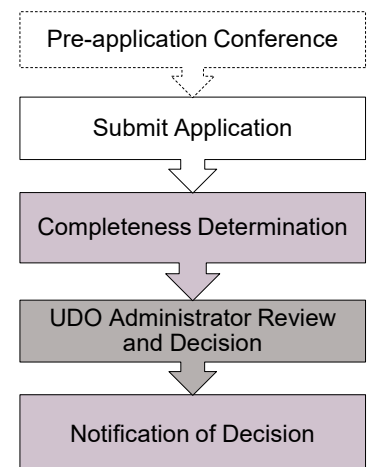 Pre-application Conference
Submit Application
Completeness Determination
UDO Administrator Review
and Decision
Notification of Decision